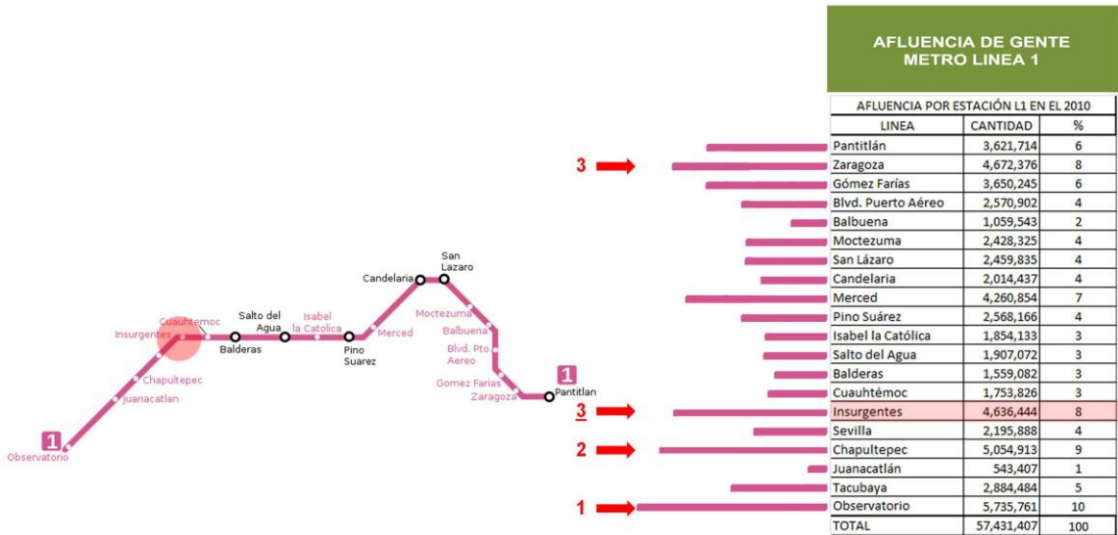 AFLUENCIA DE GENTE
METRO LINEA 1
AFLUENCIA POR ESTACIÓN L1 EN EL 2010
LINEA CANTIDAD %
Pantitlán 3,621,714 6
3 Zaragoza 4,672,376 8
Gómez Farías 3,650,245 6
Blvd. Puerto Aéreo 2,570,902 4
Balbuena 1,059,543 2
Moctezuma 2,428,325 4
San Lázaro 2,459,835 4
Candelaria 2,014,437 4
Merced 4,260,854 7
Pino Suárez 2,568,166 4
Isabel la Católica 1,854,133 3
Salto del Agua 1,907,072 3
Balderas 1,559,082 3
Cuauhtémoc 1,753,826 3
3 Insurgentes 4,636,444 8
Sevilla 2,195,888 4
2 Chapultepec 5,054,913 9
Juanacatlán 543,407 1
Tacubaya 2,884,484 5
1 Observatorio 5,735,761 10
TOTAL 57,431,407 100
1
Observatorio
Juanacatlan
Chapultepec
Insurgentes
Cuauhtemoc
Balderas
Salto del
Agua
Isabel
la Catolica
Pino
Suarez
Merced
Candelaria
San
Lazaro
Moctezuma
Balbuena
Blvd. Pto.
Aereo
Gomez Farias
Zaragoza
1
Pantitlan